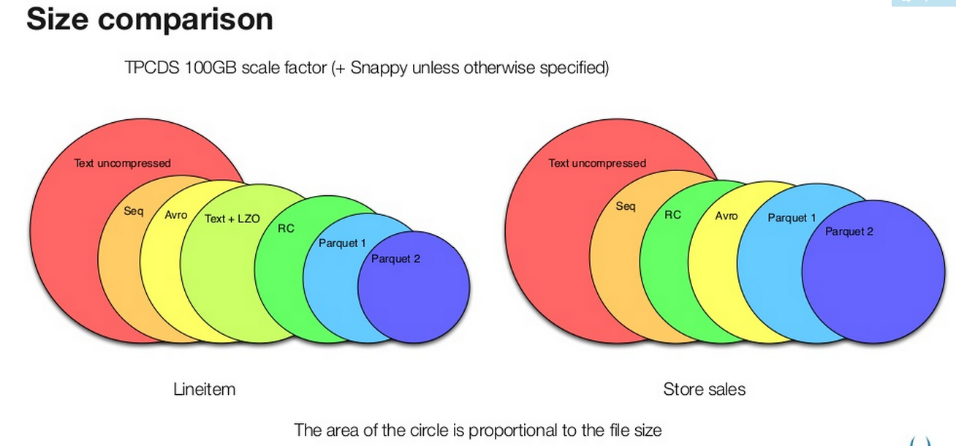 Size comparison
TPCDS 100GB scale factor (+ Snappy unless otherwise specified)
Text uncompressed
Seq
Avro
Text + LZO
RC
Parquet 1
Parquet 2
Lineitem
Text uncompressed
Seq
RC
Avro
Parquet 1
Parquet 2
Store sales
The area of the circle is proportional to the file size